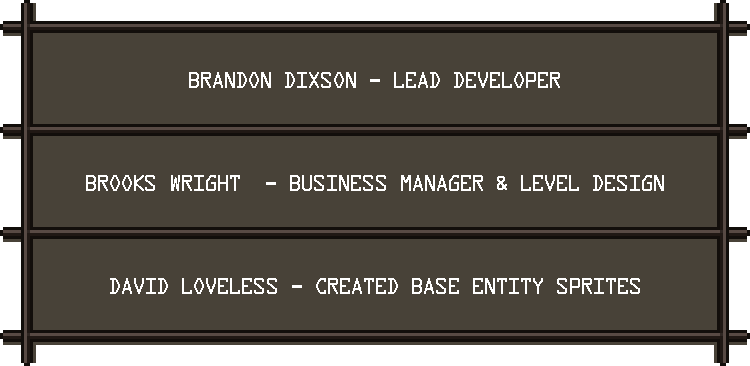 BRANDON DIXSON - LEAD DEVELOPER
BROOKS WRIGHT  - BUSINESS MANAGER & LEVEL DESIGN
DAVID LOVELESS - CREATED BASE ENTITY SPRITES